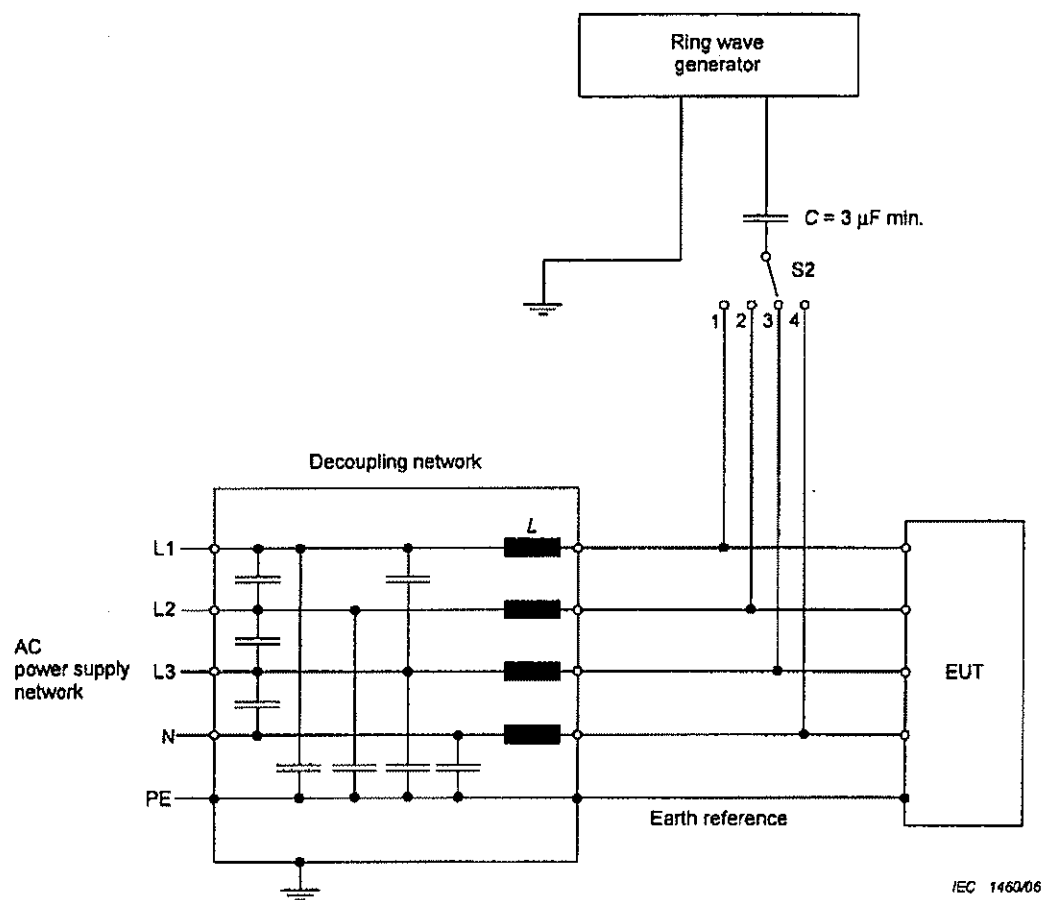 Ring wave
generator
C = 3 µF min.
S2
1 2 3 4
Decoupling network
L
L1
L2
AC
power supply
network
L3
N
PE
EUT
Earth reference
IEC 1460/06